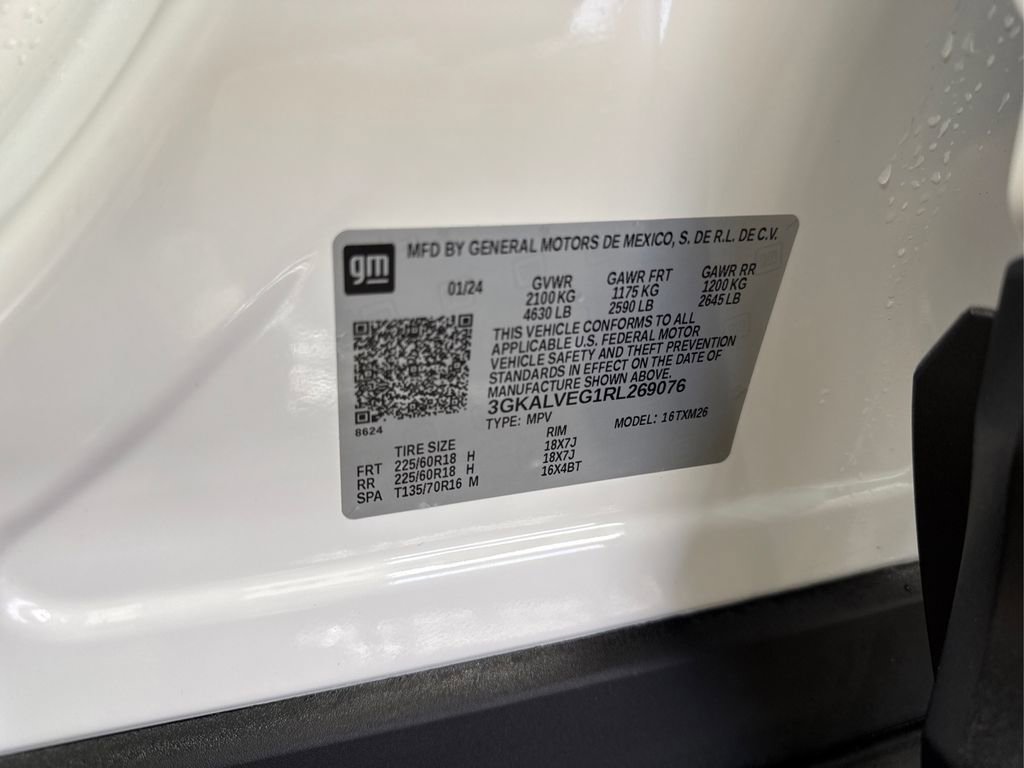 gm
MFD BY GENERAL MOTORS DE MEXICO, S. DE R.L. DE C.V.
01/24 GVWR GAWR FRT GAWR RR
2100 KG 1175 KG 1200 KG
4630 LB 2590 LB 2645 LB
THIS VEHICLE CONFORMS TO ALL
APPLICABLE U.S. FEDERAL MOTOR
VEHICLE SAFETY AND THEFT PREVENTION
STANDARDS IN EFFECT ON THE DATE OF
MANUFACTURE SHOWN ABOVE.
3GKALVEG1RL269076
TYPE: MPV MODEL: 16TXM26
8624
TIRE SIZE RIM
FRT 225/60R18 H 18X7J
RR 225/60R18 H 18X7J
SPA T135/70R16 M 16X4BT